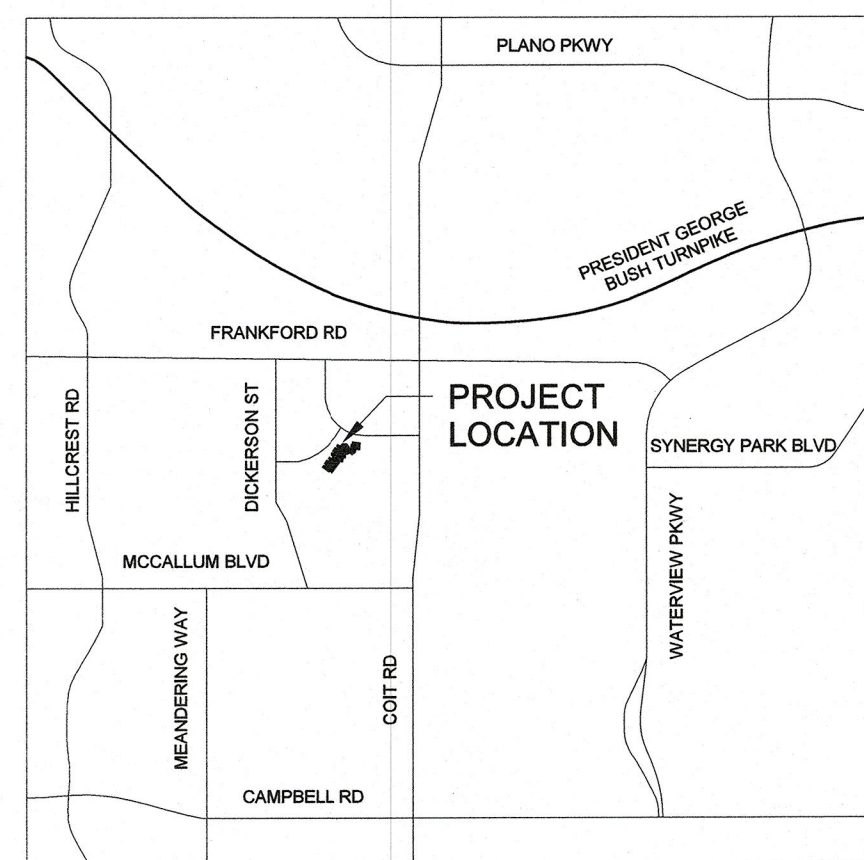 PLANO PKWY
PRESIDENT GEORGE
BUSH TURNPIKE
FRANKFORD RD
HILLCREST RD
DICKERSON ST
PROJECT
LOCATION
SYNERGY PARK BLVD
WATERVIEW PKWY
MCCALLUM BLVD
MEANDERING WAY
COIT RD
CAMPBELL RD